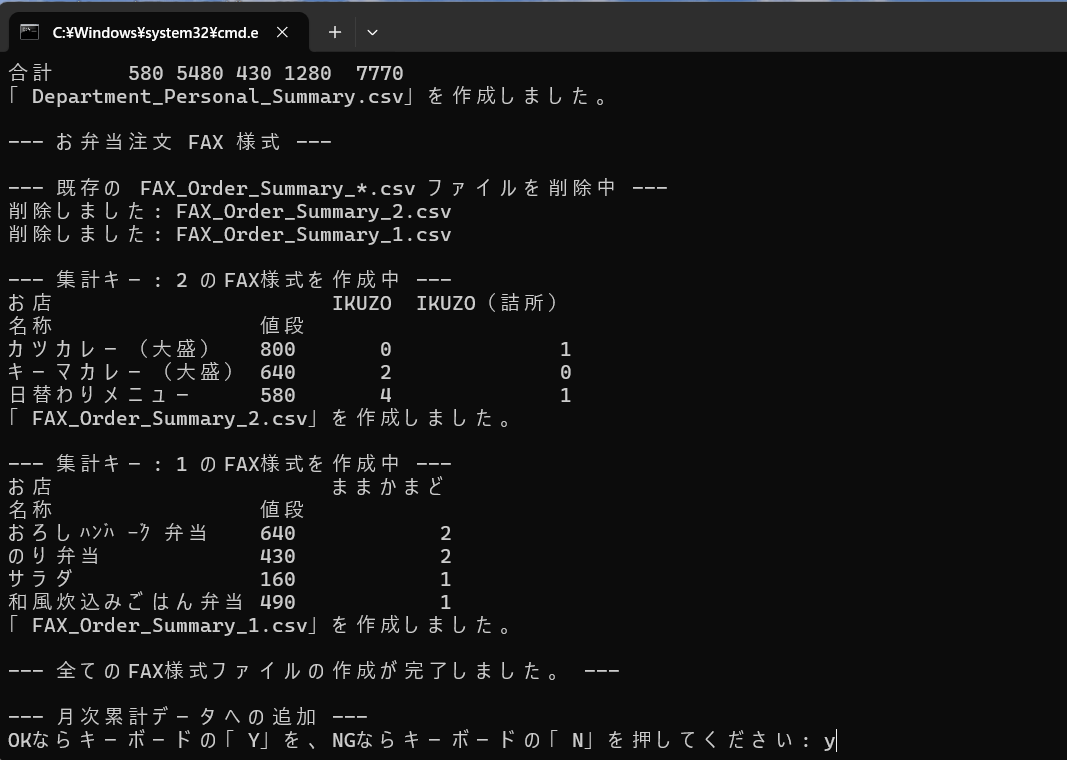 C:¥Windows¥system32¥cmd.e
合計 580 5480 430 1280 7770
「Department_Personal_Summary.csv」を作成しました。
--- お弁当注文 FAX 様式 ---
--- 既存の FAX_Order_Summary_*.csv ファイルを削除中 ---
削除しました: FAX_Order_Summary_2.csv
削除しました: FAX_Order_Summary_1.csv
--- 集計キー: 2 のFAX様式を作成中 ---
お店 IKUZO IKUZO（詰所）
名称 値段
カツカレー（大盛） 800 0 1
キーマカレー（大盛） 640 2 0
日替わりメニュー 580 4 1
「FAX_Order_Summary_2.csv」を作成しました。
--- 集計キー: 1 のFAX様式を作成中 ---
お店 ままかまど
名称 値段
おろしﾊﾝﾊﾞｰｸﾞ弁当 640 2
のり弁当 430 2
サラダ 160 1
和風炊込みごはん弁当 490 1
「FAX_Order_Summary_1.csv」を作成しました。
--- 全てのFAX様式ファイルの作成が完了しました。 ---
--- 月次累計データへの追加 ---
OKならキーボードの「Y」を、NGならキーボードの「N」を押してください: y